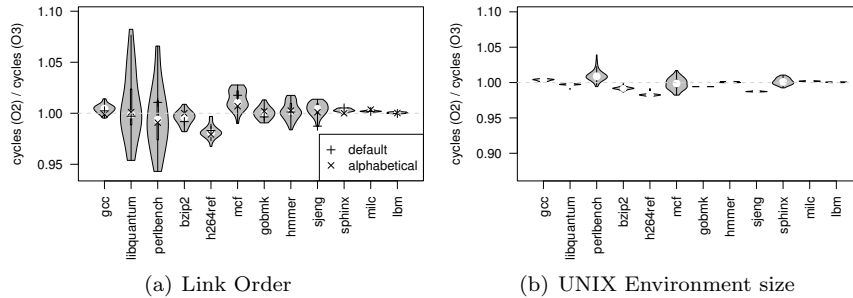 cycles (O2) / cycles (O3)
1.10
1.05
1.00
0.95
+ default
× alphabetical
gcc
libquantum
perlbench
bzip2
h264ref
mcf
gobmk
hmmer
sjeng
sphinx
milc
lbm
(a) Link Order
cycles (O2) / cycles (O3)
1.10
1.05
1.00
0.95
0.90
gcc
libquantum
perlbench
bzip2
h264ref
mcf
gobmk
hmmer
sjeng
sphinx
milc
lbm
(b) UNIX Environment size